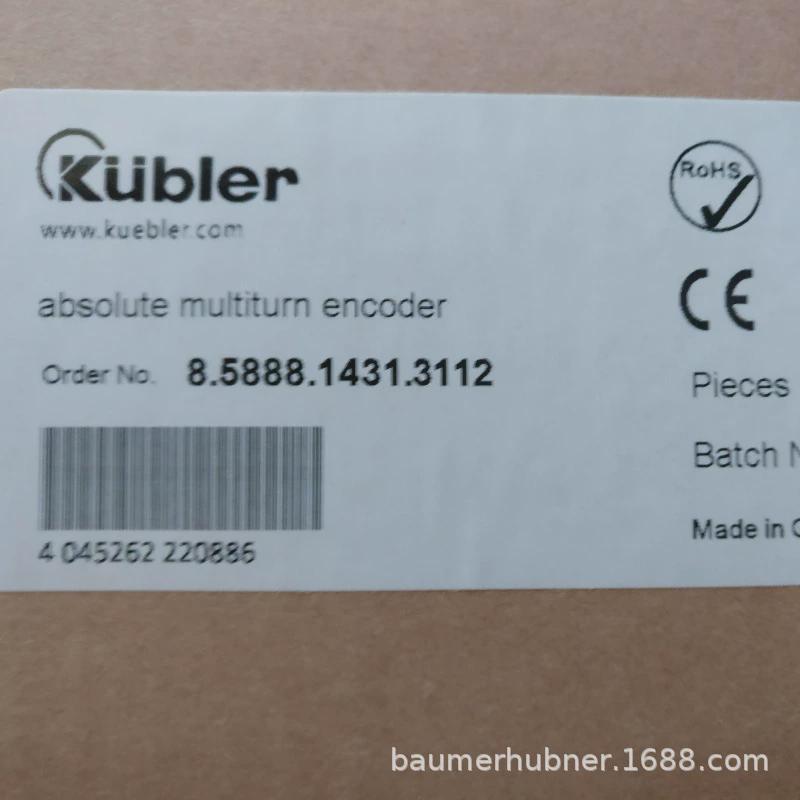 Kübler
www.kuebler.com
RoHS
CE
absolute multiturn encoder
Order No. 8.5888.1431.3112
Pieces
Batch N
4 045262 220886
Made in
baumerhubner.1688.com